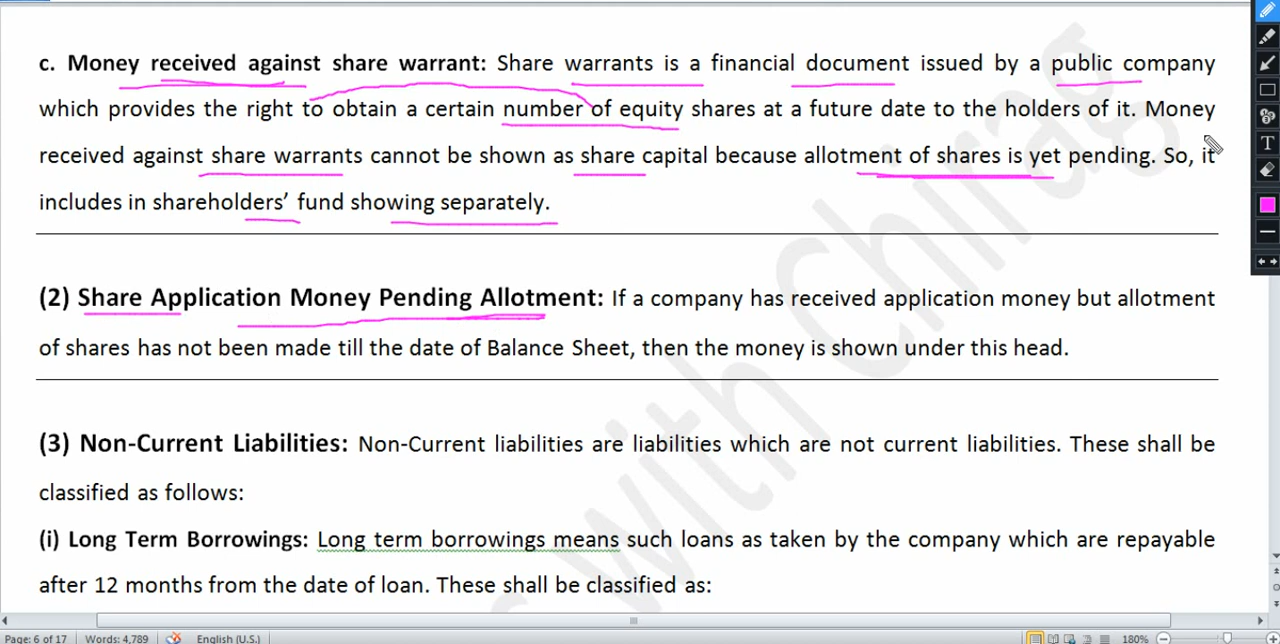 c. Money received against share warrant: Share warrants is a financial document issued by a public company
which provides the right to obtain a certain number of equity shares at a future date to the holders of it. Money
received against share warrants cannot be shown as share capital because allotment of shares is yet pending. So, it
includes in shareholders’ fund showing separately.
(2) Share Application Money Pending Allotment: If a company has received application money but allotment
of shares has not been made till the date of Balance Sheet, then the money is shown under this head.
(3) Non-Current Liabilities: Non-Current liabilities are liabilities which are not current liabilities. These shall be
classified as follows:
(i) Long Term Borrowings: Long term borrowings means such loans as taken by the company which are repayable
after 12 months from the date of loan. These shall be classified as:
with Chirag
Page: 6 of 17 Words: 4,789 English (U.S.) 180%